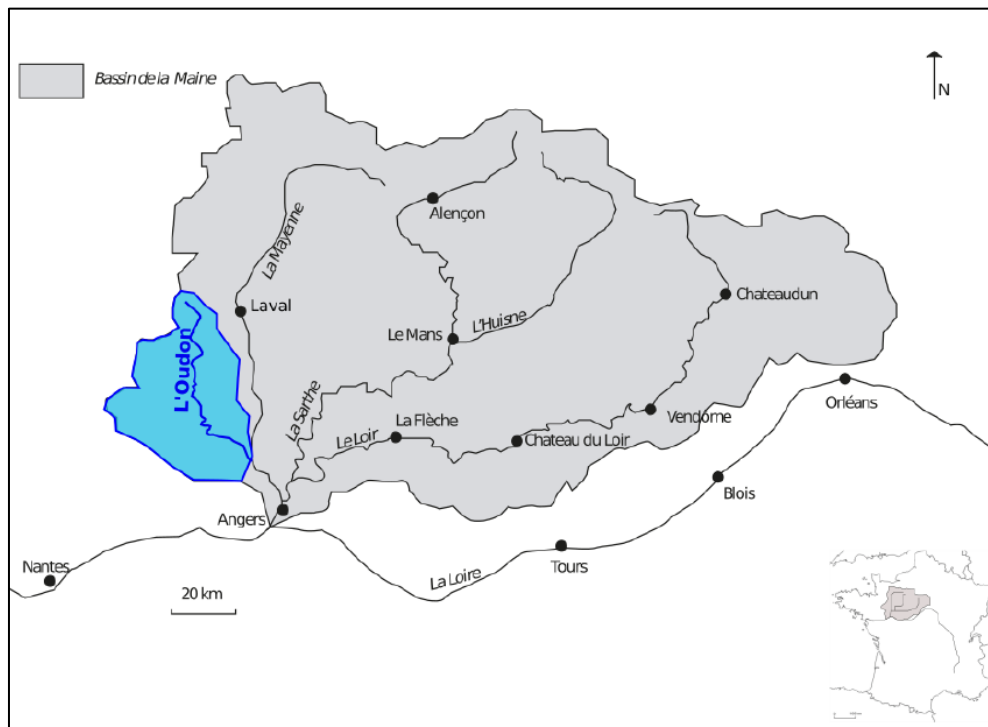 Bassin de la Maine
N
Alençon
La Mayenne
Laval
Chateaudun
L'Oudon
Le Mans
L'Huisne
La Sarthe
La Flèche
Le Loir
Chateau du Loir
Vendome
Orléans
Blois
Angers
Nantes
La Loire
Tours
20 km